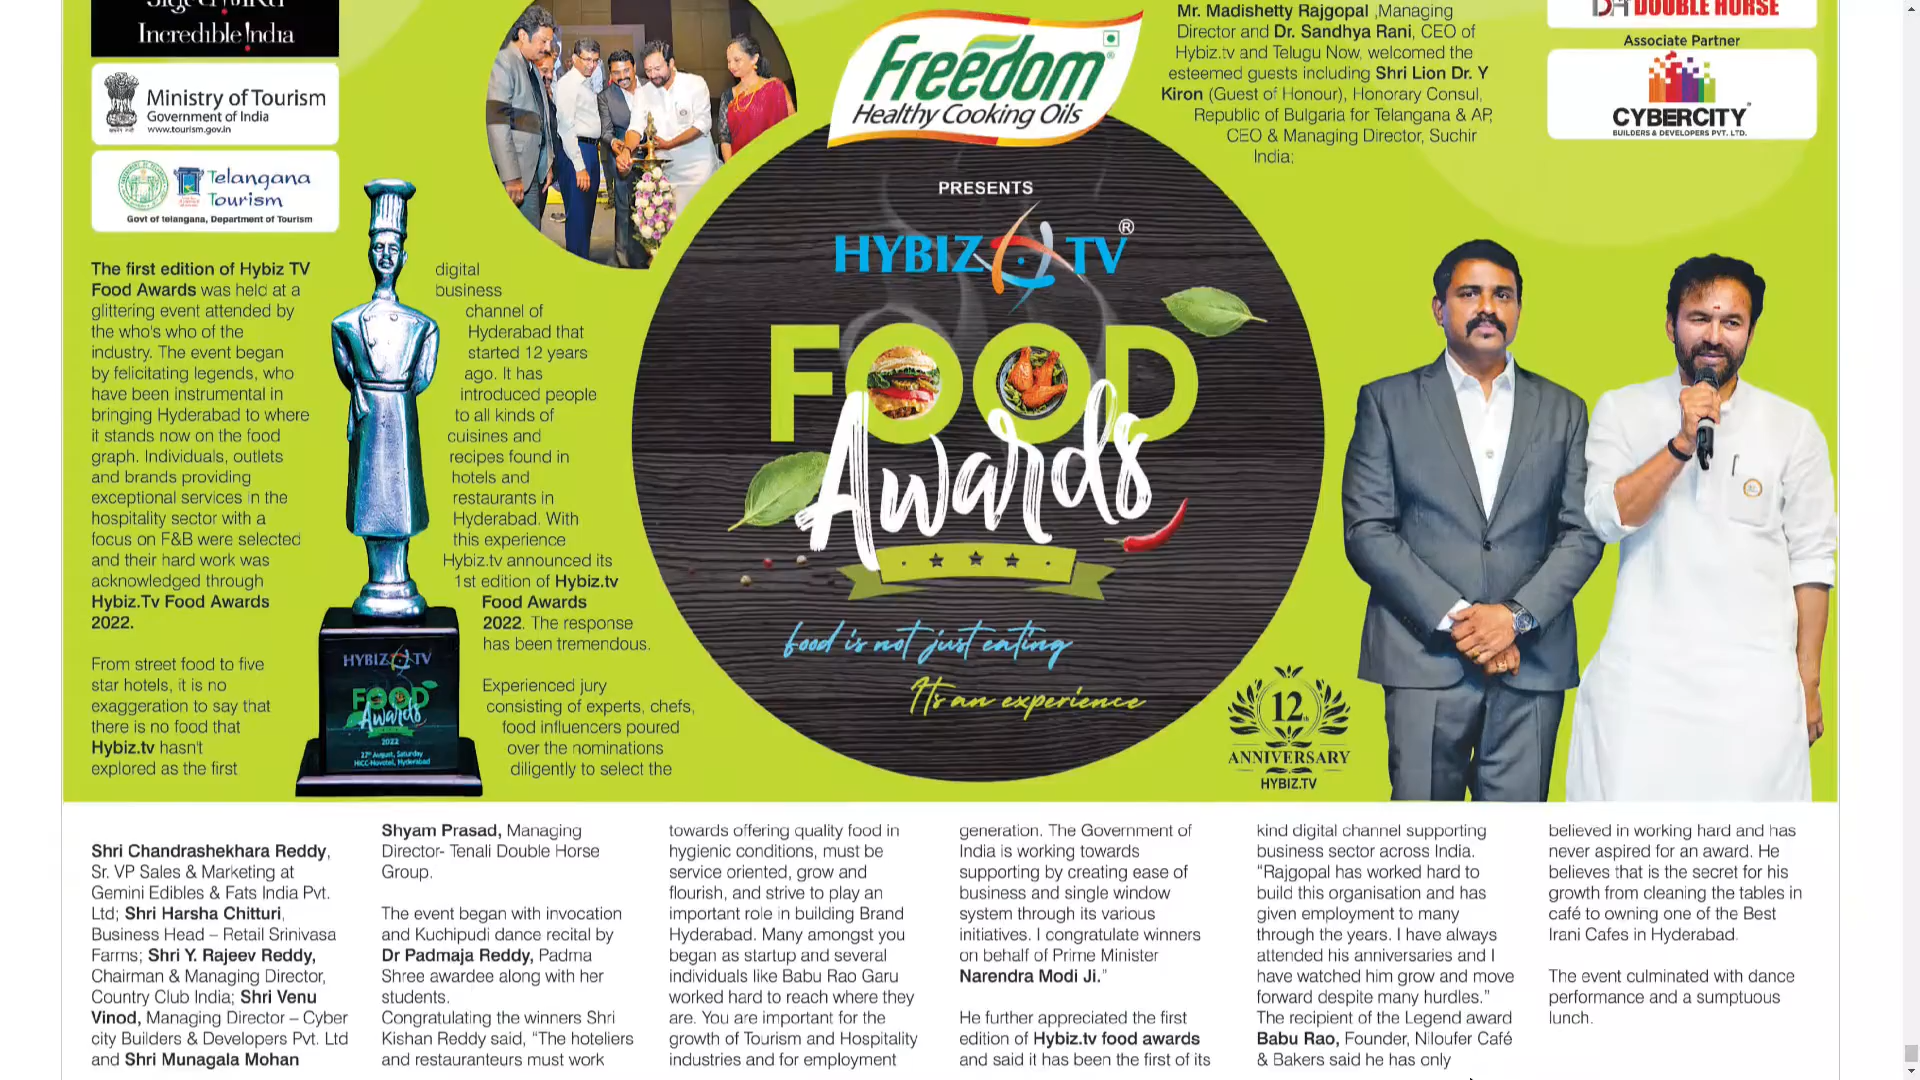 Incredible!ndia
Ministry of Tourism
Government of India
www.tourism.gov.in
Telangana
Tourism
Govt of telangana, Department of Tourism
Freedom
Healthy Cooking Oils
Mr. Madishetty Rajgopal ,Managing
Director and Dr. Sandhya Rani, CEO of
Hybiz.tv and Telugu Now, welcomed the
esteemed guests including Shri Lion Dr. Y
Kiron (Guest of Honour), Honorary Consul,
Republic of Bulgaria for Telangana & AP,
CEO & Managing Director, Suchir
India;
DOUBLE HORSE
Associate Partner
CYBERCITY
BUILDERS & DEVELOPERS PVT. LTD.
PRESENTS
HYBIZ TV®
FOOD
Awards
food is not just eating
It's an experience
12th
ANNIVERSARY
HYBIZ.TV
The first edition of Hybiz TV
Food Awards was held at a
glittering event attended by
the who's who of the
industry. The event began
by felicitating legends, who
have been instrumental in
bringing Hyderabad to where
it stands now on the food
graph. Individuals, outlets
and brands providing
exceptional services in the
hospitality sector with a
focus on F&B were selected
and their hard work was
acknowledged through
Hybiz.Tv Food Awards
2022.
From street food to five
star hotels, it is no
exaggeration to say that
there is no food that
Hybiz.tv hasn't
explored as the first
HYBIZ TV
FOOD
Awards
2022
27th August, Saturday
HICC-Novotel, Hyderabad
digital
business
channel of
Hyderabad that
started 12 years
ago. It has
introduced people
to all kinds of
cuisines and
recipes found in
hotels and
restaurants in
Hyderabad. With
this experience
Hybiz.tv announced its
1st edition of Hybiz.tv
Food Awards
2022. The response
has been tremendous.
Experienced jury
consisting of experts, chefs,
food influencers poured
over the nominations
diligently to select the
Shri Chandrashekhara Reddy,
Sr. VP Sales & Marketing at
Gemini Edibles & Fats India Pvt.
Ltd; Shri Harsha Chitturi,
Business Head – Retail Srinivasa
Farms; Shri Y. Rajeev Reddy,
Chairman & Managing Director,
Country Club India; Shri Venu
Vinod, Managing Director – Cyber
city Builders & Developers Pvt. Ltd
and Shri Munagala Mohan
Shyam Prasad, Managing
Director- Tenali Double Horse
Group.
The event began with invocation
and Kuchipudi dance recital by
Dr Padmaja Reddy, Padma
Shree awardee along with her
students.
Congratulating the winners Shri
Kishan Reddy said, “The hoteliers
and restauranteurs must work
towards offering quality food in
hygienic conditions, must be
service oriented, grow and
flourish, and strive to play an
important role in building Brand
Hyderabad. Many amongst you
began as startup and several
individuals like Babu Rao Garu
worked hard to reach where they
are. You are important for the
growth of Tourism and Hospitality
industries and for employment
generation. The Government of
India is working towards
supporting by creating ease of
business and single window
system through its various
initiatives. I congratulate winners
on behalf of Prime Minister
Narendra Modi Ji.”
He further appreciated the first
edition of Hybiz.tv food awards
and said it has been the first of its
kind digital channel supporting
business sector across India.
“Rajgopal has worked hard to
build this organisation and has
given employment to many
through the years. I have always
attended his anniversaries and I
have watched him grow and move
forward despite many hurdles.”
The recipient of the Legend award
Babu Rao, Founder, Niloufer Café
& Bakers said he has only
believed in working hard and has
never aspired for an award. He
believes that is the secret for his
growth from cleaning the tables in
café to owning one of the Best
Irani Cafes in Hyderabad.
The event culminated with dance
performance and a sumptuous
lunch.